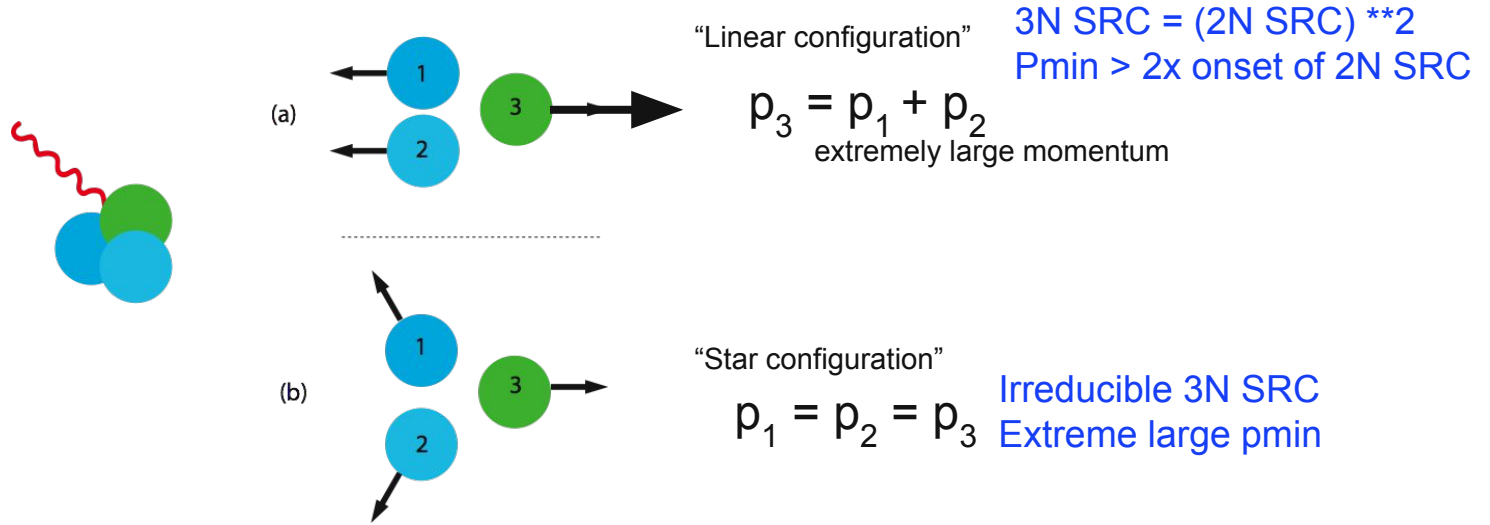 “Linear configuration”
3N SRC = (2N SRC) **2
Pmin > 2x onset of 2N SRC
(a)
1
2
3
p3 = p1 + p2
extremely large momentum
(b)
1
2
3
“Star configuration”
p1 = p2 = p3
Irreducible 3N SRC
Extreme large pmin